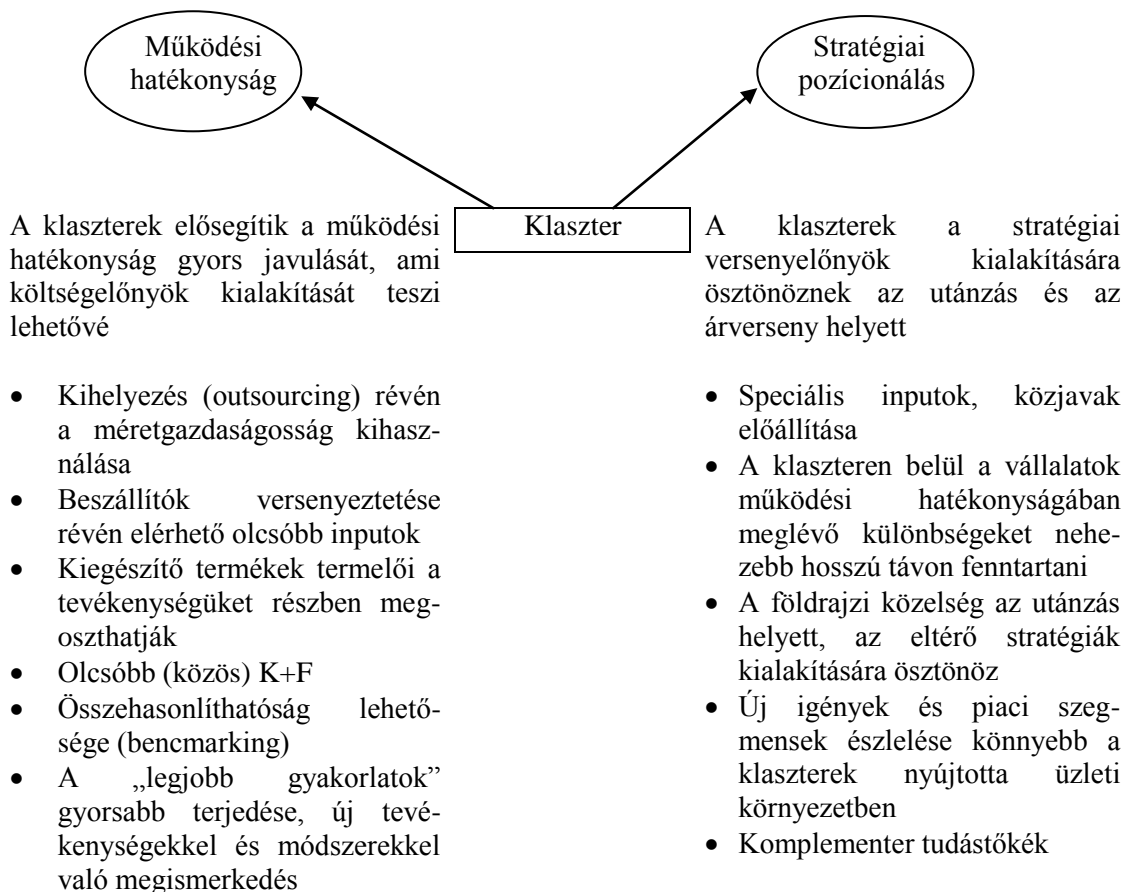 Működési
hatékonyság
Stratégiai
pozícionálás
Klaszter
A klaszterek elősegítik a működési
hatékonyság gyors javulását, ami
költségelőnyök kialakítását teszi
lehetővé
• Kihelyezés (outsourcing) révén
a méretgazdaságosság kihasz-
nálása
• Beszállítók versenyeztetése
révén elérhető olcsóbb inputok
• Kiegészítő termékek termelői a
tevékenységüket részben meg-
oszthatják
• Olcsóbb (közös) K+F
• Összehasonlíthatóság lehető-
sége (bencmarking)
• A „legjobb gyakorlatok”
gyorsabb terjedése, új tevé-
kenységekkel és módszerekkel
való megismerkedés
A klaszterek a stratégiai
versenyelőnyök kialakítására
ösztönöznek az utánzás és az
árverseny helyett
• Speciális inputok, közjavak
előállítása
• A klaszteren belül a vállalatok
működési hatékonyságában
meglévő különbségeket nehe-
zebb hosszú távon fenntartani
• A földrajzi közelség az utánzás
helyett, az eltérő stratégiák
kialakítására ösztönöz
• Új igények és piaci szeg-
mensek észlelése könnyebb a
klaszterek nyújtotta üzleti
környezetben
• Komplementer tudástőkék